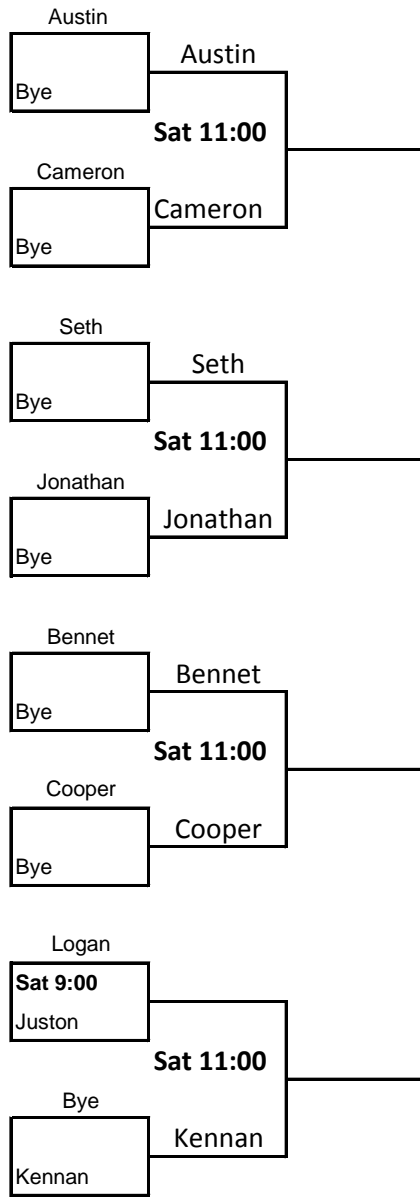 Austin
Austin
Bye
Sat 11:00
Cameron
Cameron
Bye
Seth
Seth
Bye
Sat 11:00
Jonathan
Jonathan
Bye
Bennet
Bennet
Bye
Sat 11:00
Cooper
Cooper
Bye
Logan
Sat 9:00
Juston
Sat 11:00
Bye
Kennan
Kennan